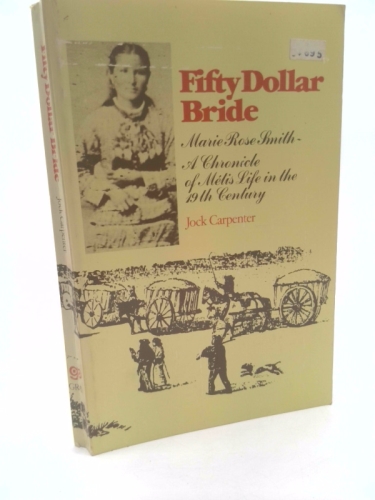 Fifty Dollar
Bride
Marie Rose Smith-
A Chronicle
of Métis Life in the
19th Century
Jock Carpenter
Fifty Dollar Bride
Jock Carpenter